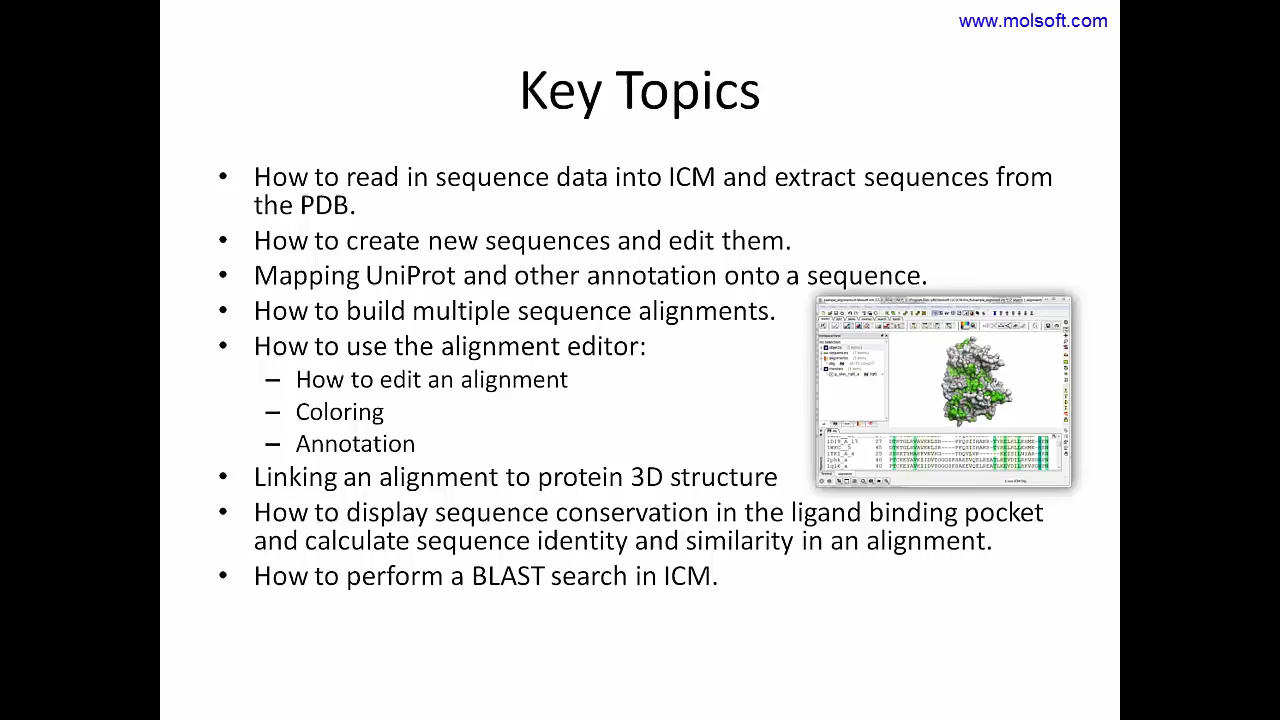 www.molsoft.com
Key Topics
• How to read in sequence data into ICM and extract sequences from
the PDB.
• How to create new sequences and edit them.
• Mapping UniProt and other annotation onto a sequence.
• How to build multiple sequence alignments.
• How to use the alignment editor:
– How to edit an alignment
– Coloring
– Annotation
• Linking an alignment to protein 3D structure
• How to display sequence conservation in the ligand binding pocket
and calculate sequence identity and similarity in an alignment.
• How to perform a BLAST search in ICM.